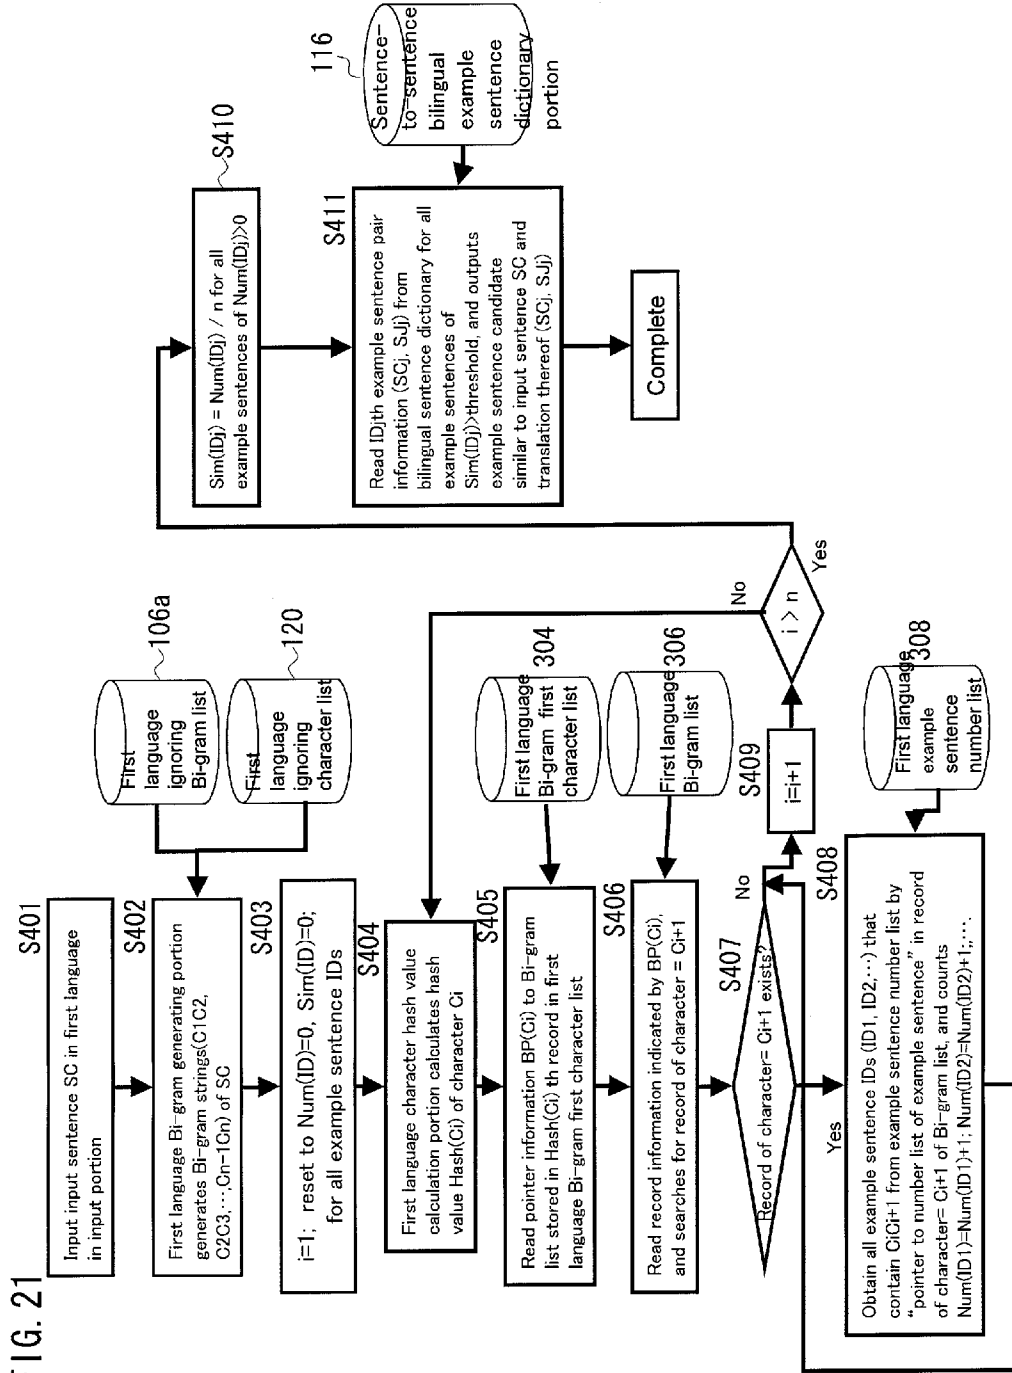 FIG. 21
S401
Input input sentence SC in first language
in input portion
S402
First language Bi-gram generating portion
generates Bi-gram strings(C1C2,
C2C3,···,Cn-1Cn) of SC
106a
First
language
ignoring
Bi-gram list
120
First
language
ignoring
character list
S403
i=1; reset to Num(ID)=0, Sim(ID)=0;
for all example sentence IDs
S404
First language character hash value
calculation portion calculates hash
value Hash(Ci) of character Ci
S405
Read pointer information BP(Ci) to Bi-gram
list stored in Hash(Ci) th record in first
language Bi-gram first character list
304
First language
Bi-gram first
character list
S406
Read record information indicated by BP(Ci),
and searches for record of character = Ci+1
306
First language
Bi-gram list
S407
Record of character= Ci+1 exists?
No
Yes
S409
i=i+1
i > n
No
Yes
S408
Obtain all example sentence IDs (ID1, ID2,···) that
contain CiCi+1 from example sentence number list by
"pointer to number list of example sentence" in record
of character= Ci+1 of Bi-gram list, and counts
Num(ID1)=Num(ID1)+1; Num(ID2)=Num(ID2)+1;,···.
308
First language
example
sentence
number list
S410
Sim(IDj) = Num(IDj) / n for all
example sentences of Num(IDj)>0
S411
Read IDjth example sentence pair
information (SCj, SJj) from
bilingual sentence dictionary for all
example sentences of
Sim(IDj)>threshold, and outputs
example sentence candidate
similar to input sentence SC and
translation thereof (SCj, SJj)
116
Sentence-
to-sentence
bilingual
example
sentence
dictionary
portion
Complete